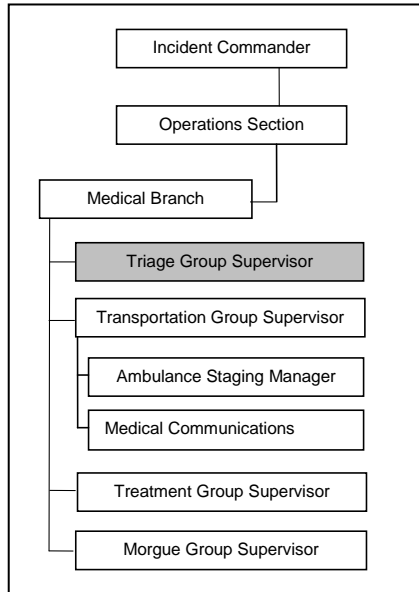 Incident Commander
Operations Section
Medical Branch
Triage Group Supervisor
Transportation Group Supervisor
Ambulance Staging Manager
Medical Communications
Treatment Group Supervisor
Morgue Group Supervisor